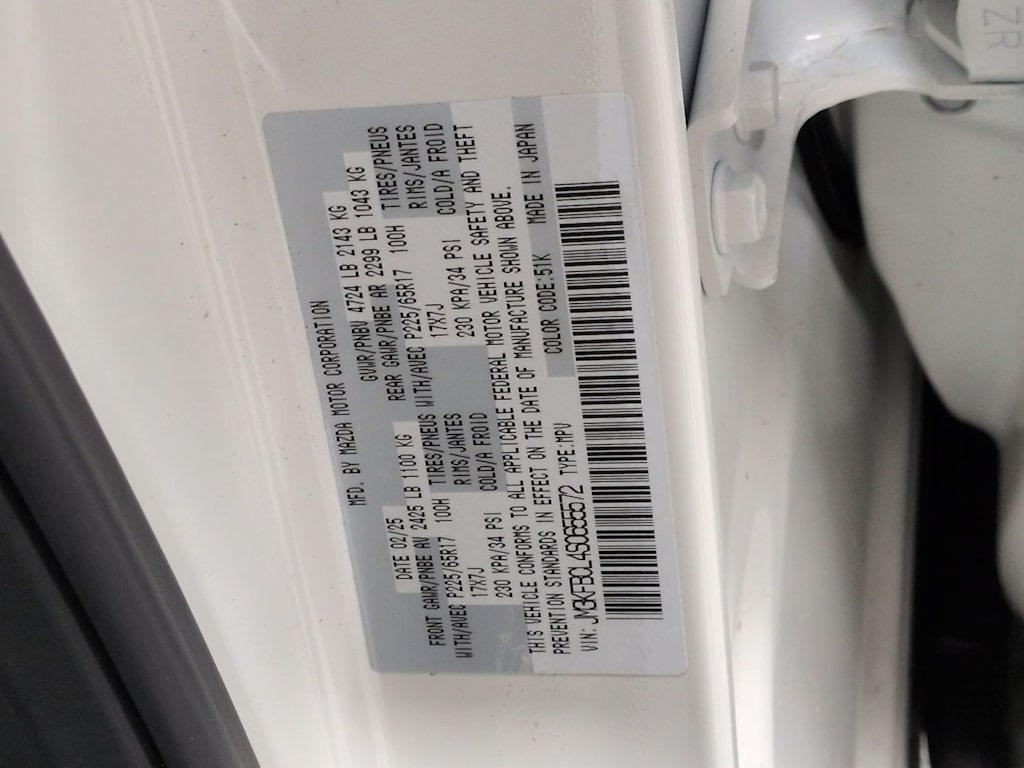 MFD. BY MAZDA MOTOR CORPORATION
DATE 02/25 GVWR/PNBV 4724 LB 2143 KG
FRONT GAWR/PNBE AV 2425 LB 1100 KG REAR GAWR/PNBE AR 2299 LB 1043 KG
WITH/AVEC P225/65R17 100H TIRES/PNEUS WITH/AVEC P225/65R17 100H TIRES/PNEUS
17X7J RIMS/JANTES 17X7J RIMS/JANTES
230 KPA/34 PSI COLD/A FROID 230 KPA/34 PSI COLD/A FROID
THIS VEHICLE CONFORMS TO ALL APPLICABLE FEDERAL MOTOR VEHICLE SAFETY AND THEFT
PREVENTION STANDARDS IN EFFECT ON THE DATE OF MANUFACTURE SHOWN ABOVE.
VIN: JM3KFBCL4S0655572 TYPE:MPV COLOR CODE:51K MADE IN JAPAN
ZR